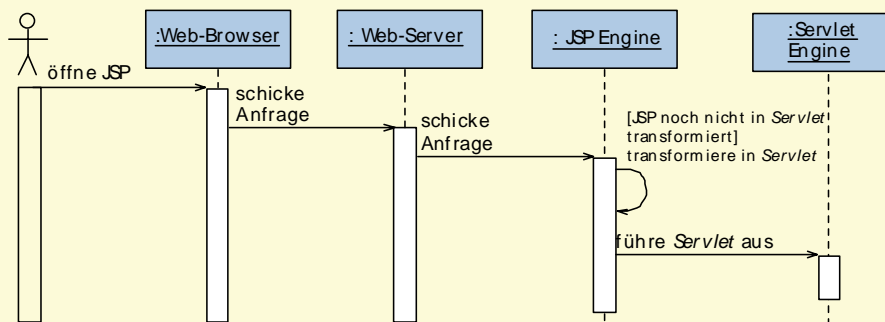 :Web-Browser
: Web-Server
: JSP Engine
:Servlet
Engine
öffne JSP
schicke
Anfrage
schicke
Anfrage
[JSP noch nicht in Servlet
transformiert]
transformiere in Servlet
führe Servlet aus